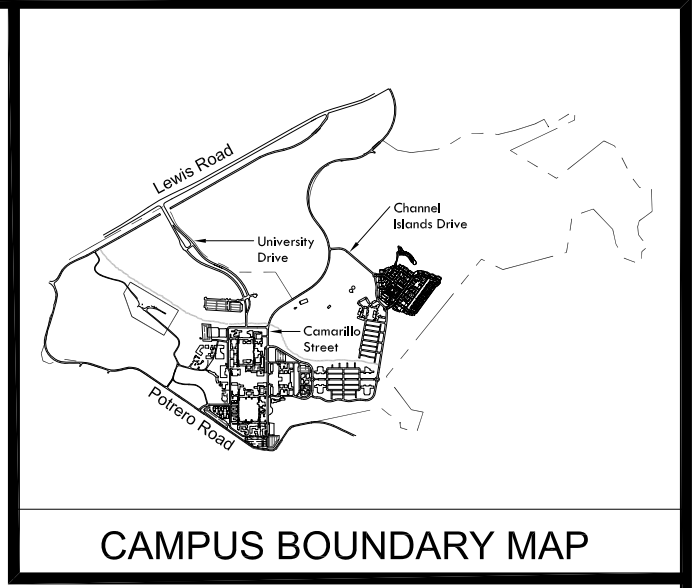 Lewis Road
Channel
Islands Drive
University
Drive
Camarillo
Street
Potrero Road
CAMPUS BOUNDARY MAP